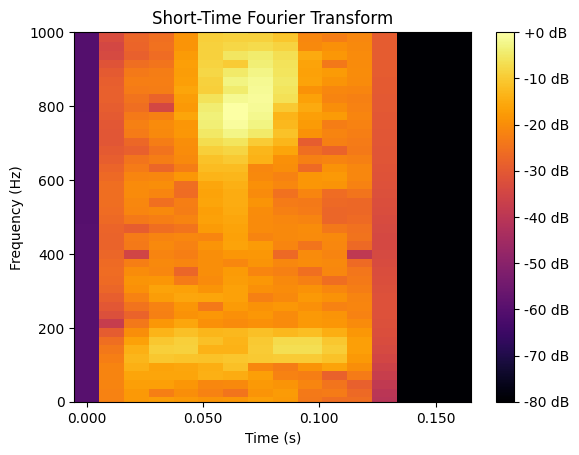 Short-Time Fourier Transform
1000
800
600
400
200
0
Frequency (Hz)
0.000
0.050
0.100
0.150
Time (s)
+0 dB
-10 dB
-20 dB
-30 dB
-40 dB
-50 dB
-60 dB
-70 dB
-80 dB